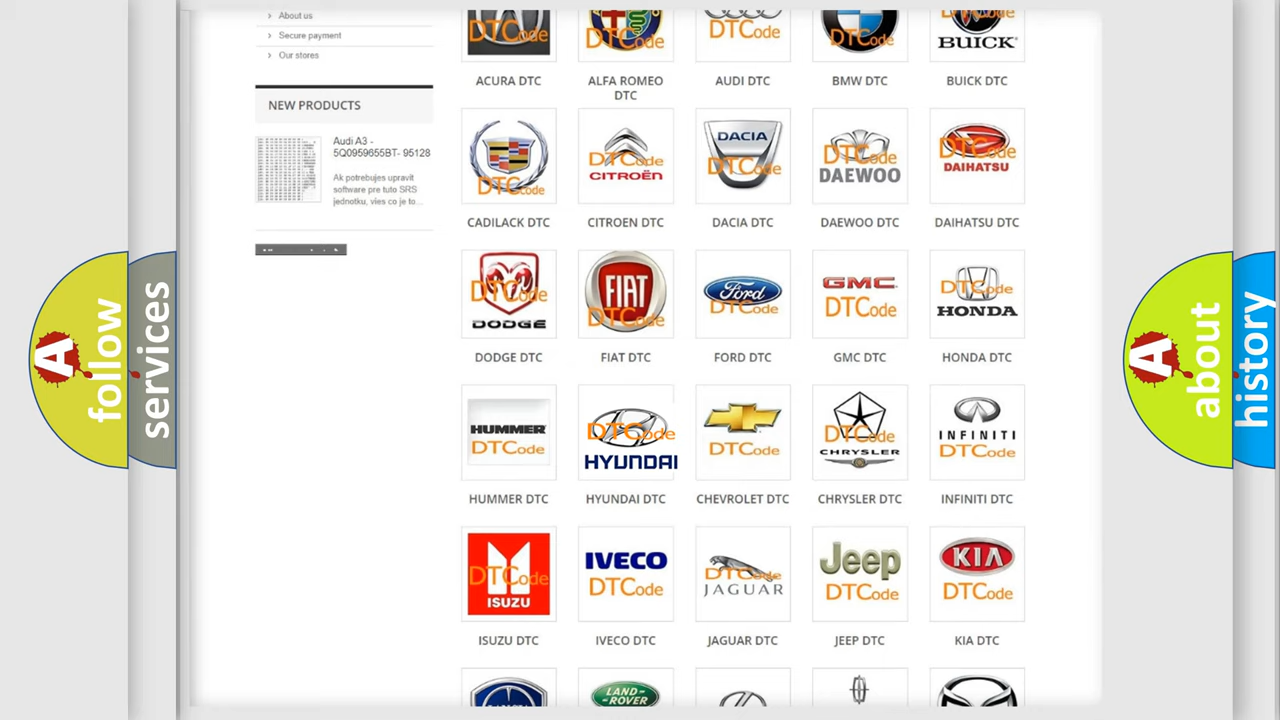 About us
Secure payment
Our stores
NEW PRODUCTS
Audi A3 -
5Q0959655BT- 95128
Ak potrebujes upravit
software pre tuto SRS
jednotku, vies co je to...
DTCode
DTCode
DTCode
DTCode
BUICK
ACURA DTC
ALFA ROMEO
DTC
AUDI DTC
BMW DTC
BUICK DTC
DTCode
DTCode
CITROËN
DACIA
DTCode
DTCode
DAEWOO
DTCode
DAIHATSU
CADILACK DTC
CITROEN DTC
DACIA DTC
DAEWOO DTC
DAIHATSU DTC
DTCode
DODGE
FIAT
DTCode
Ford
DTCode
GMC
DTCode
DTCode
HONDA
DODGE DTC
FIAT DTC
FORD DTC
GMC DTC
HONDA DTC
HUMMER
DTCode
DTCode
HYUNDAI
DTCode
DTCode
CHRYSLER
INFINITI
DTCode
HUMMER DTC
HYUNDAI DTC
CHEVROLET DTC
CHRYSLER DTC
INFINITI DTC
DTCode
ISUZU
IVECO
DTCode
DTCode
JAGUAR
Jeep
DTCode
KIA
DTCode
ISUZU DTC
IVECO DTC
JAGUAR DTC
JEEP DTC
KIA DTC
LAND-
ROVER
A
follow
services
A
about
history